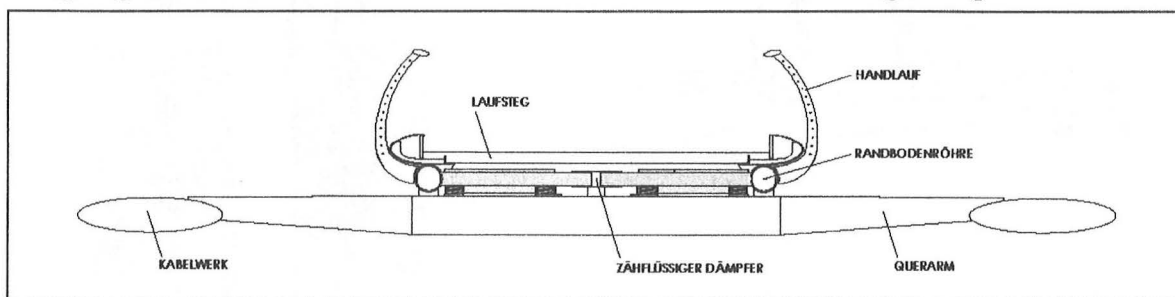 HANDLAUF
LAUFSTEG
RANDBODENRÖHRE
KABELWERK
ZÄHFLÜSSIGER DÄMPFER
QUERARM